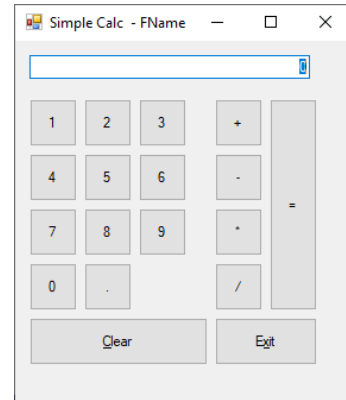 Simple Calc - FName
0
1 2 3 +
4 5 6 - =
7 8 9 *
0 . /
Clear Exit